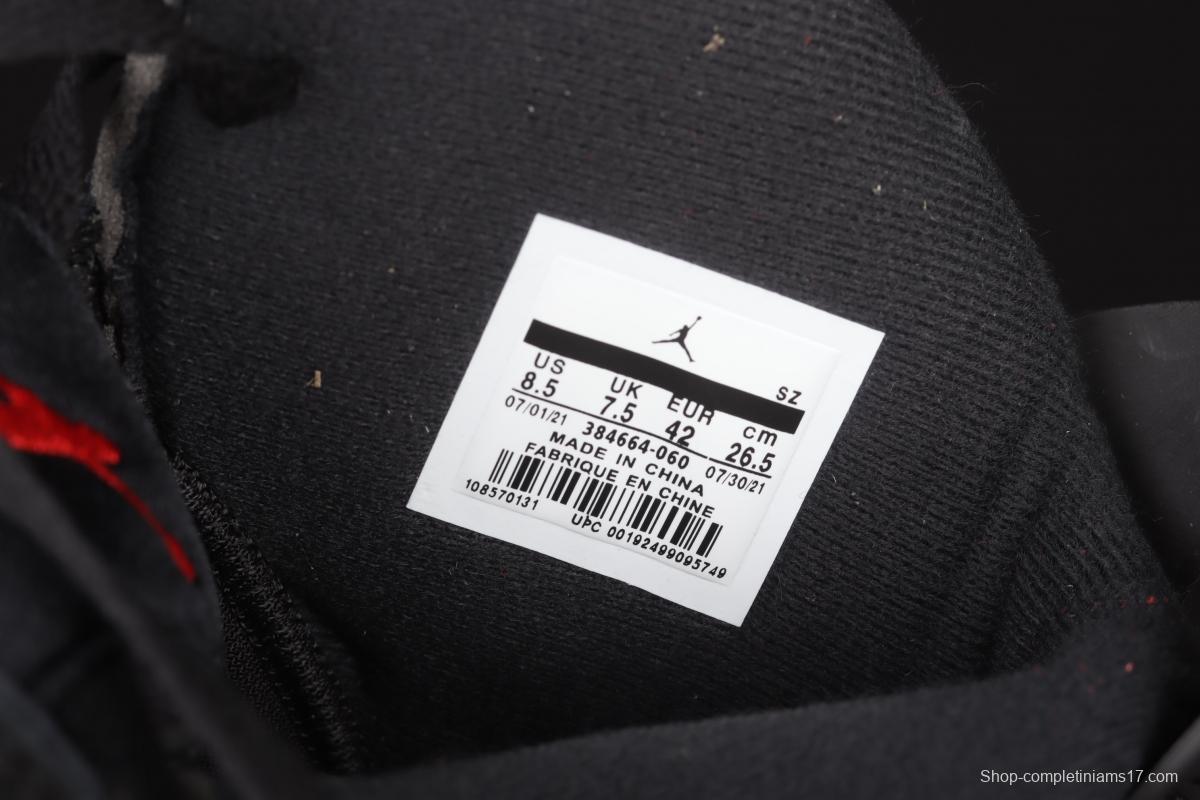 SZ
US UK EUR cm
8.5 7.5 42 26.5
07/01/21 384664-060 07/30/21
MADE IN CHINA
FABRIQUE EN CHINE
108570131 UPC 00192499095749
Shop-completiniams17.com